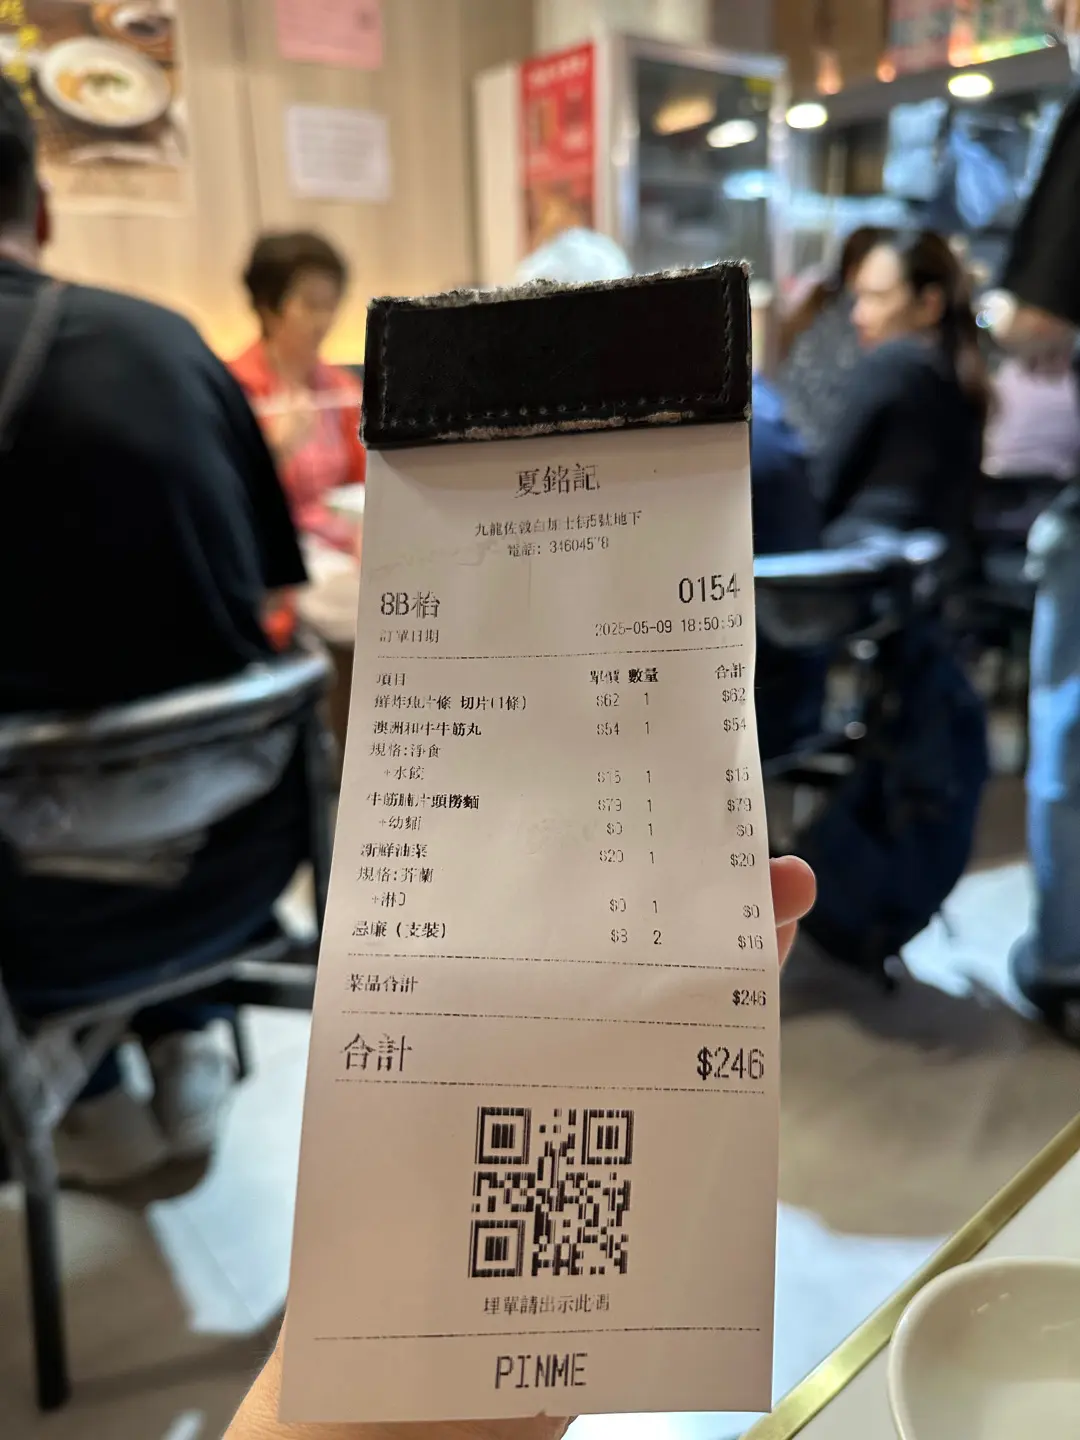 夏銘記
九龍佐敦白加士街5號地下
電話: 34604578
8B枱 0154
訂單日期 2025-05-09 18:50:50
項目 單價 數量 合計
鮮炸魚片條 切片(1條) $62 1 $62
澳洲和牛牛筋丸 $54 1 $54
規格:淨食
+水餃 $15 1 $15
牛筋腩片頭撈麵 $79 1 $79
+幼麵 $0 1 $0
新鮮油菜 $20 1 $20
規格:芥蘭
+淋 $0 1 $0
忌廉 (支裝) $8 2 $16
菜品合計 $246
合計 $246
埋單請出示此碼
PINME